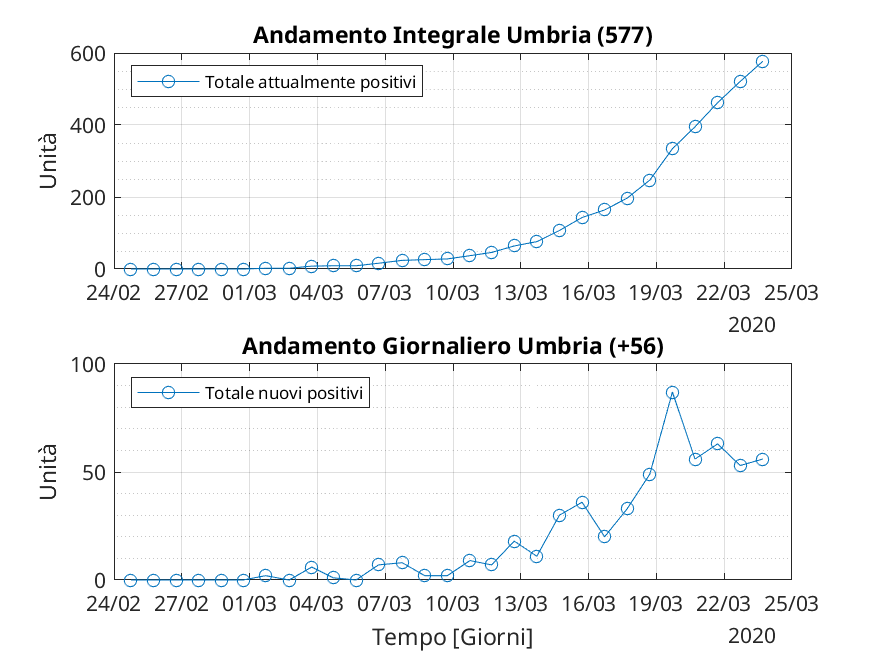 Andamento Integrale Umbria (577)
600
400
200
0
Unità
Totale attualmente positivi
24/02 27/02 01/03 04/03 07/03 10/03 13/03 16/03 19/03 22/03 25/03
2020
Andamento Giornaliero Umbria (+56)
100
50
0
Unità
Totale nuovi positivi
24/02 27/02 01/03 04/03 07/03 10/03 13/03 16/03 19/03 22/03 25/03
Tempo [Giorni]
2020